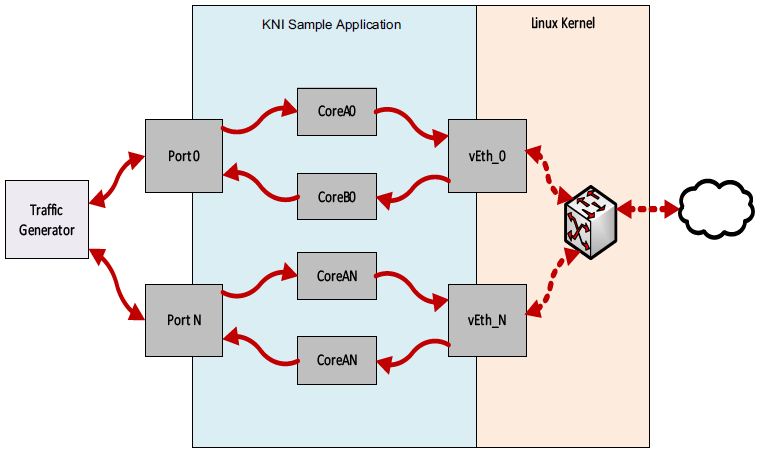 KNI Sample Application
Linux Kernel
CoreA0
Port 0
vEth_0
CoreB0
Traffic
Generator
CoreAN
Port N
vEth_N
CoreAN